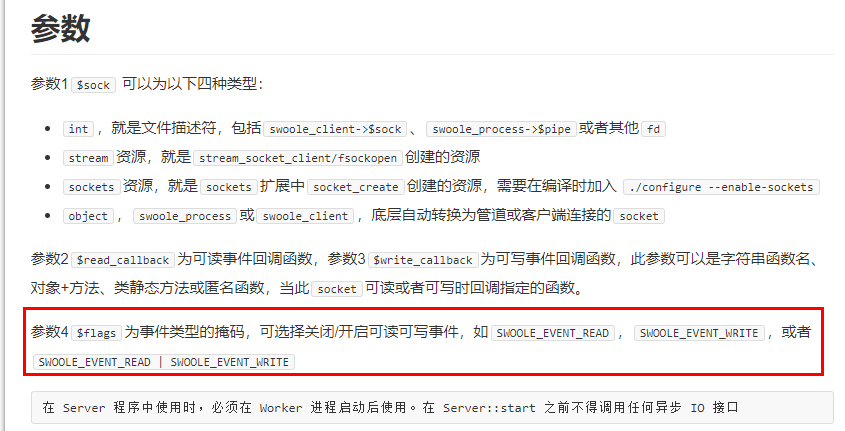 参数
参数1 $sock 可以为以下四种类型：
int，就是文件描述符，包括 swoole_client->$sock、swoole_process->$pipe 或者其他 fd
stream 资源，就是 stream_socket_client/fsockopen 创建的资源
sockets 资源，就是 sockets 扩展中 socket_create 创建的资源，需要在编译时加入 ./configure --enable-sockets
object，swoole_process 或 swoole_client，底层自动转换为管道或客户端连接的 socket
参数2 $read_callback 为可读事件回调函数，参数3 $write_callback 为可写事件回调函数，此参数可以是字符串函数名、
对象+方法、类静态方法或匿名函数，当此 socket 可读或者可写时回调指定的函数。
参数4 $flags 为事件类型的掩码，可选择关闭/开启可读可写事件，如 SWOOLE_EVENT_READ，SWOOLE_EVENT_WRITE，或者
SWOOLE_EVENT_READ | SWOOLE_EVENT_WRITE
在 Server 程序中使用时，必须在 Worker 进程启动后使用。在 Server::start 之前不得调用任何异步 IO 接口